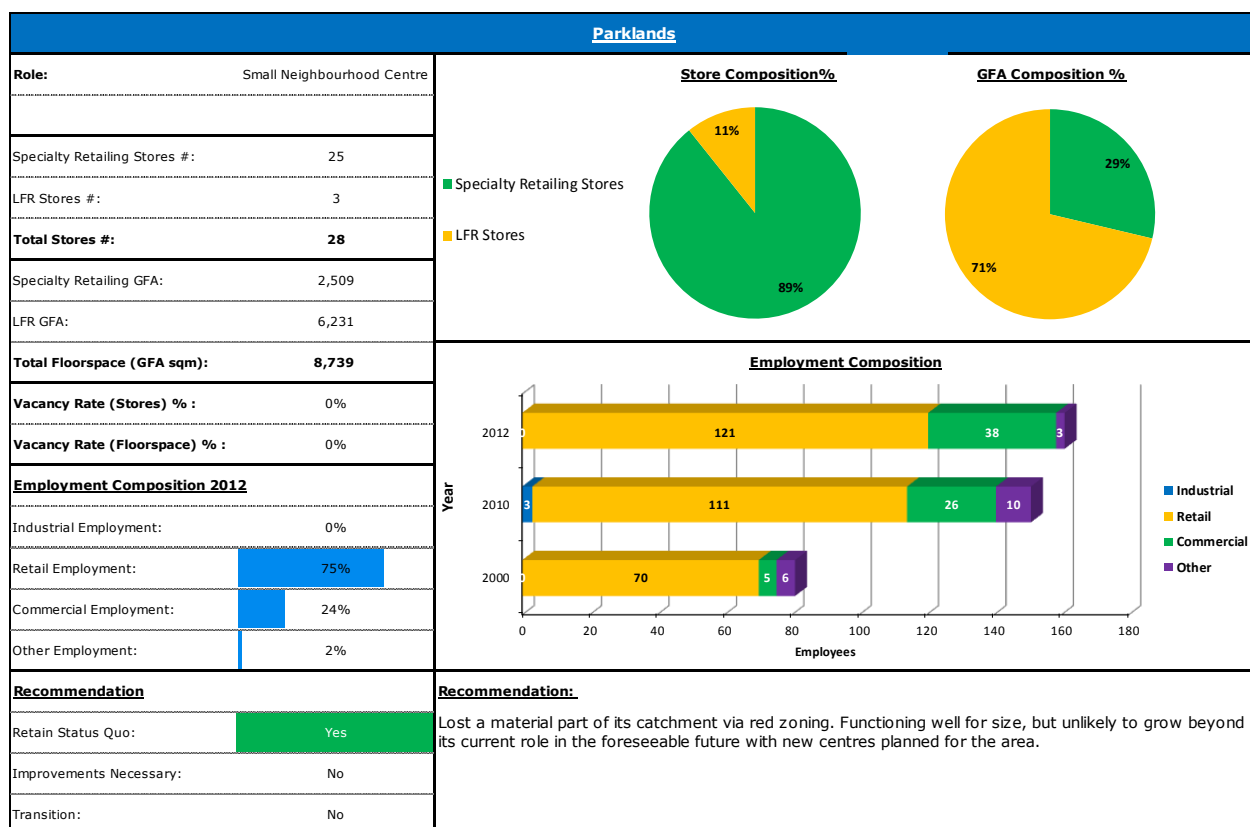 Parklands
Role: Small Neighbourhood Centre
Specialty Retailing Stores #: 25
LFR Stores #: 3
Total Stores #: 28
Specialty Retailing GFA: 2,509
LFR GFA: 6,231
Total Floorspace (GFA sqm): 8,739
Vacancy Rate (Stores) % : 0%
Vacancy Rate (Floorspace) % : 0%
Employment Composition 2012
Industrial Employment: 0%
Retail Employment: 75%
Commercial Employment: 24%
Other Employment: 2%
Recommendation
Retain Status Quo: Yes
Improvements Necessary: No
Transition: No
Store Composition%
11%
89%
Specialty Retailing Stores
LFR Stores
GFA Composition %
29%
71%
Employment Composition
Year
2012 0 121 38 3
2010 3 111 26 10
2000 0 70 5 6
0 20 40 60 80 100 120 140 160 180
Employees
Industrial
Retail
Commercial
Other
Recommendation:
Lost a material part of its catchment via red zoning. Functioning well for size, but unlikely to grow beyond
its current role in the foreseeable future with new centres planned for the area.